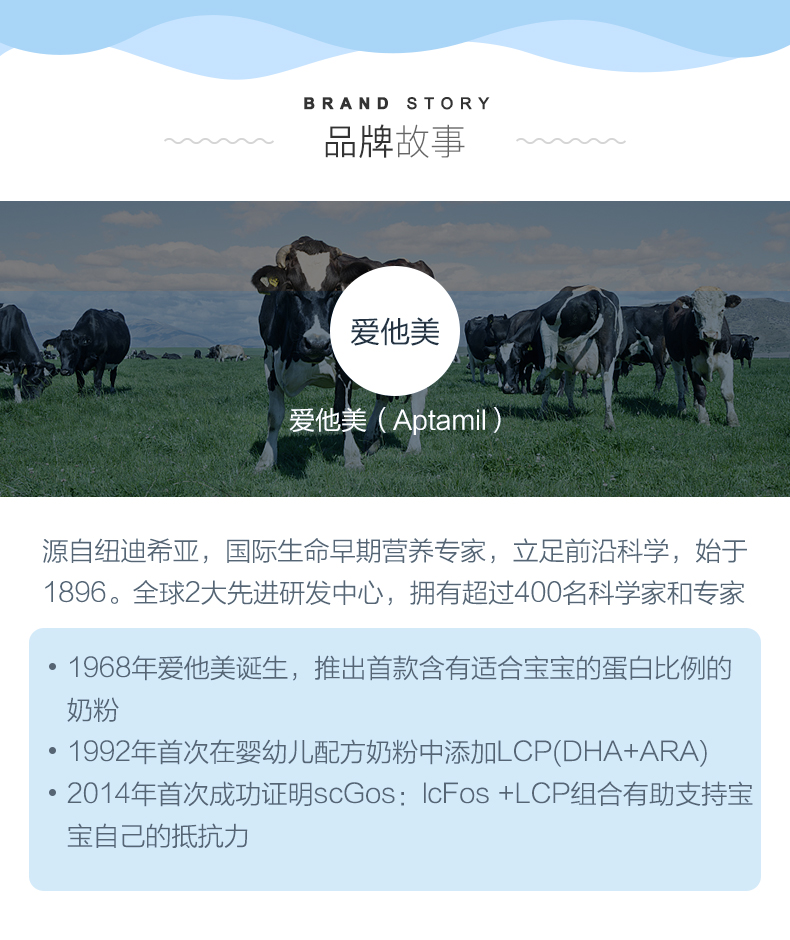 BRAND STORY
品牌故事
爱他美
爱他美（Aptamil）
源自纽迪希亚，国际生命早期营养专家，立足前沿科学，始于
1896。全球2大先进研发中心，拥有超过400名科学家和专家
• 1968年爱他美诞生，推出首款含有适合宝宝的蛋白比例的
奶粉
• 1992年首次在婴幼儿配方奶粉中添加LCP(DHA+ARA)
• 2014年首次成功证明scGos：lcFos +LCP组合有助支持宝
宝自己的抵抗力